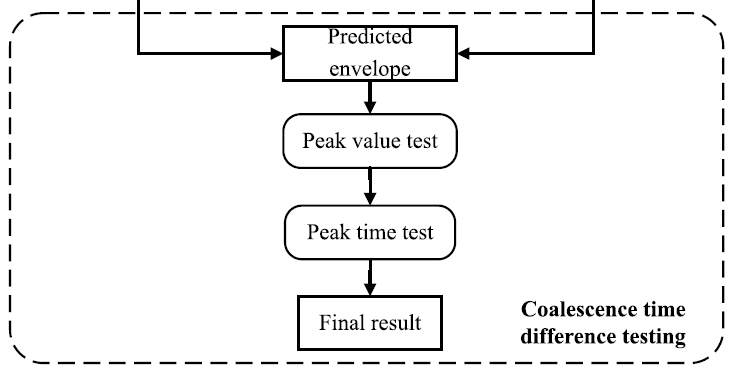 Predicted
envelope
Peak value test
Peak time test
Final result
Coalescence time
difference testing